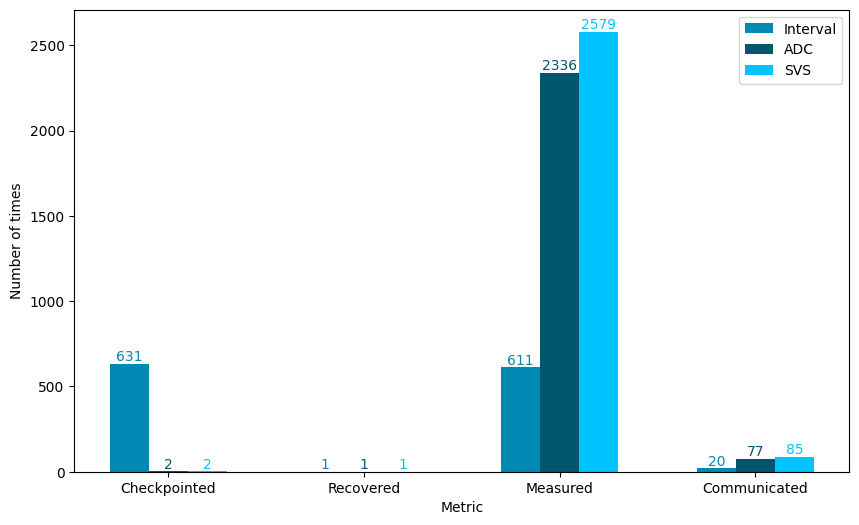 Interval
ADC
SVS
Number of times
2500
2000
1500
1000
500
0
631
2
2
1
1
1
611
2336
2579
20
77
85
Checkpointed
Recovered
Measured
Communicated
Metric